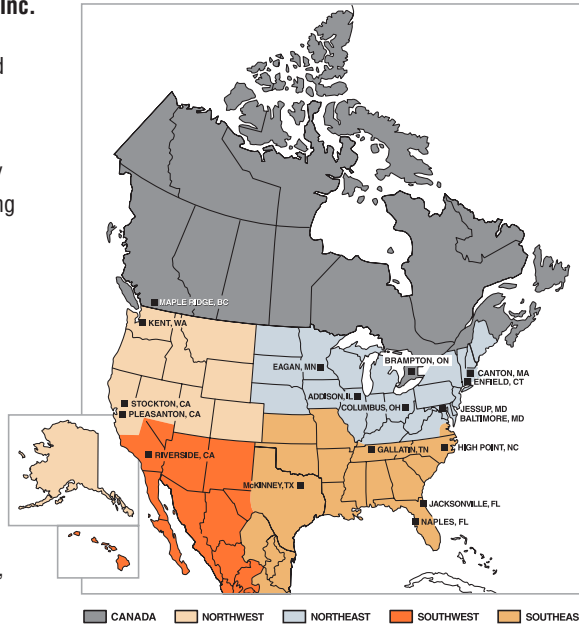 Inc.
d
y
ng
,
MAPLE RIDGE, BC
KENT, WA
EAGAN, MN
BRAMPTON, ON
CANTON, MA
ENFIELD, CT
ADDISON, IL
COLUMBUS, OH
STOCKTON, CA
PLEASANTON, CA
JESSUP, MD
BALTIMORE, MD
RIVERSIDE, CA
GALLATIN, TN
HIGH POINT, NC
McKINNEY, TX
JACKSONVILLE, FL
NAPLES, FL
CANADA NORTHWEST NORTHEAST SOUTHWEST SOUTHEAS